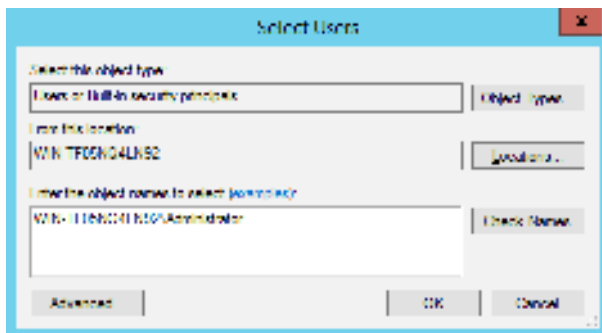 Select Users
Select this object type:
Users or Built-in security principals
Object Types...
From this location:
Locations...
Enter the object names to select (examples):
\Administrator
Check Names
Advanced...
OK
Cancel